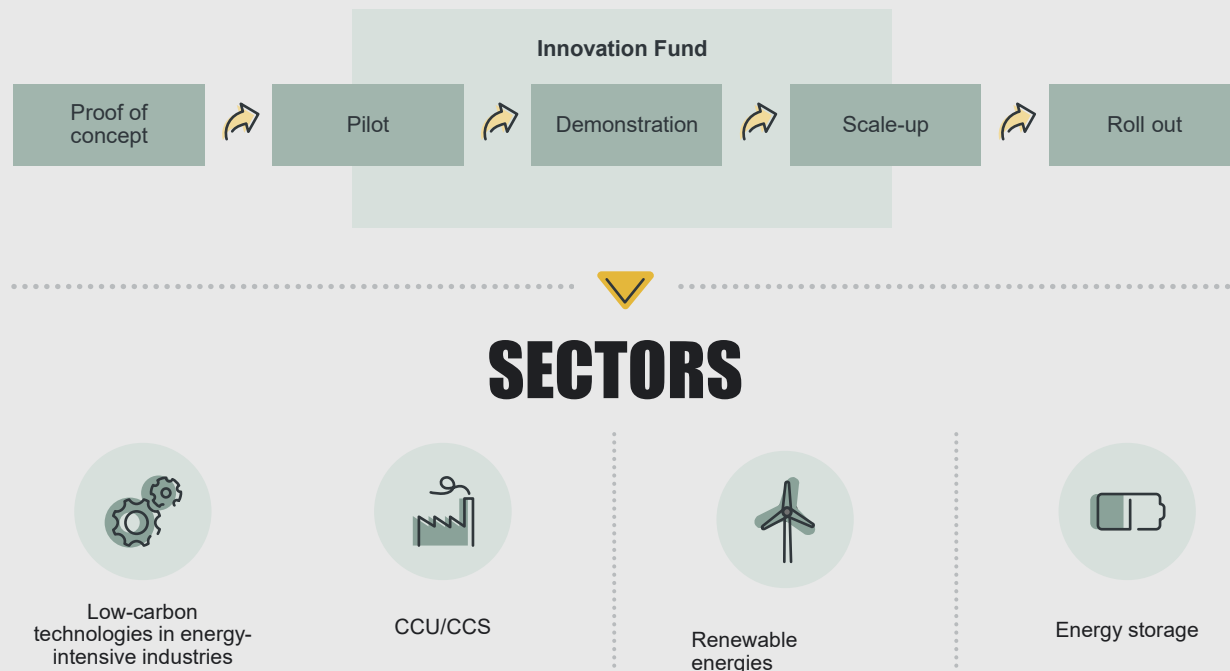 Innovation Fund
Proof of
concept
Pilot
Demonstration
Scale-up
Roll out
SECTORS
Low-carbon
technologies in energy-
intensive industries
CCU/CCS
Renewable
energies
Energy storage